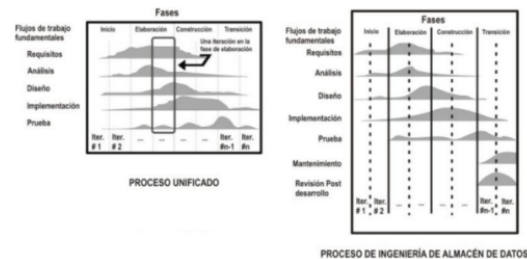 Fases
Flujos de trabajo
fundamentales
Inicio Elaboración Construcción Transición
Requisitos
Una iteración en la
fase de elaboración
Análisis
Diseño
Implementación
Prueba
Iter. Iter. Iter. Iter.
# 1 # 2 #n-1 #n
PROCESO UNIFICADO
Fases
Flujos de trabajo
fundamentales
Inicio Elaboración Construcción Transición
Requisitos
Análisis
Diseño
Implementación
Prueba
Mantenimiento
Revisión Post
desarrollo
Iter. Iter. Iter. Iter.
# 1 # 2 #n-1 #n
PROCESO DE INGENIERÍA DE ALMACÉN DE DATOS